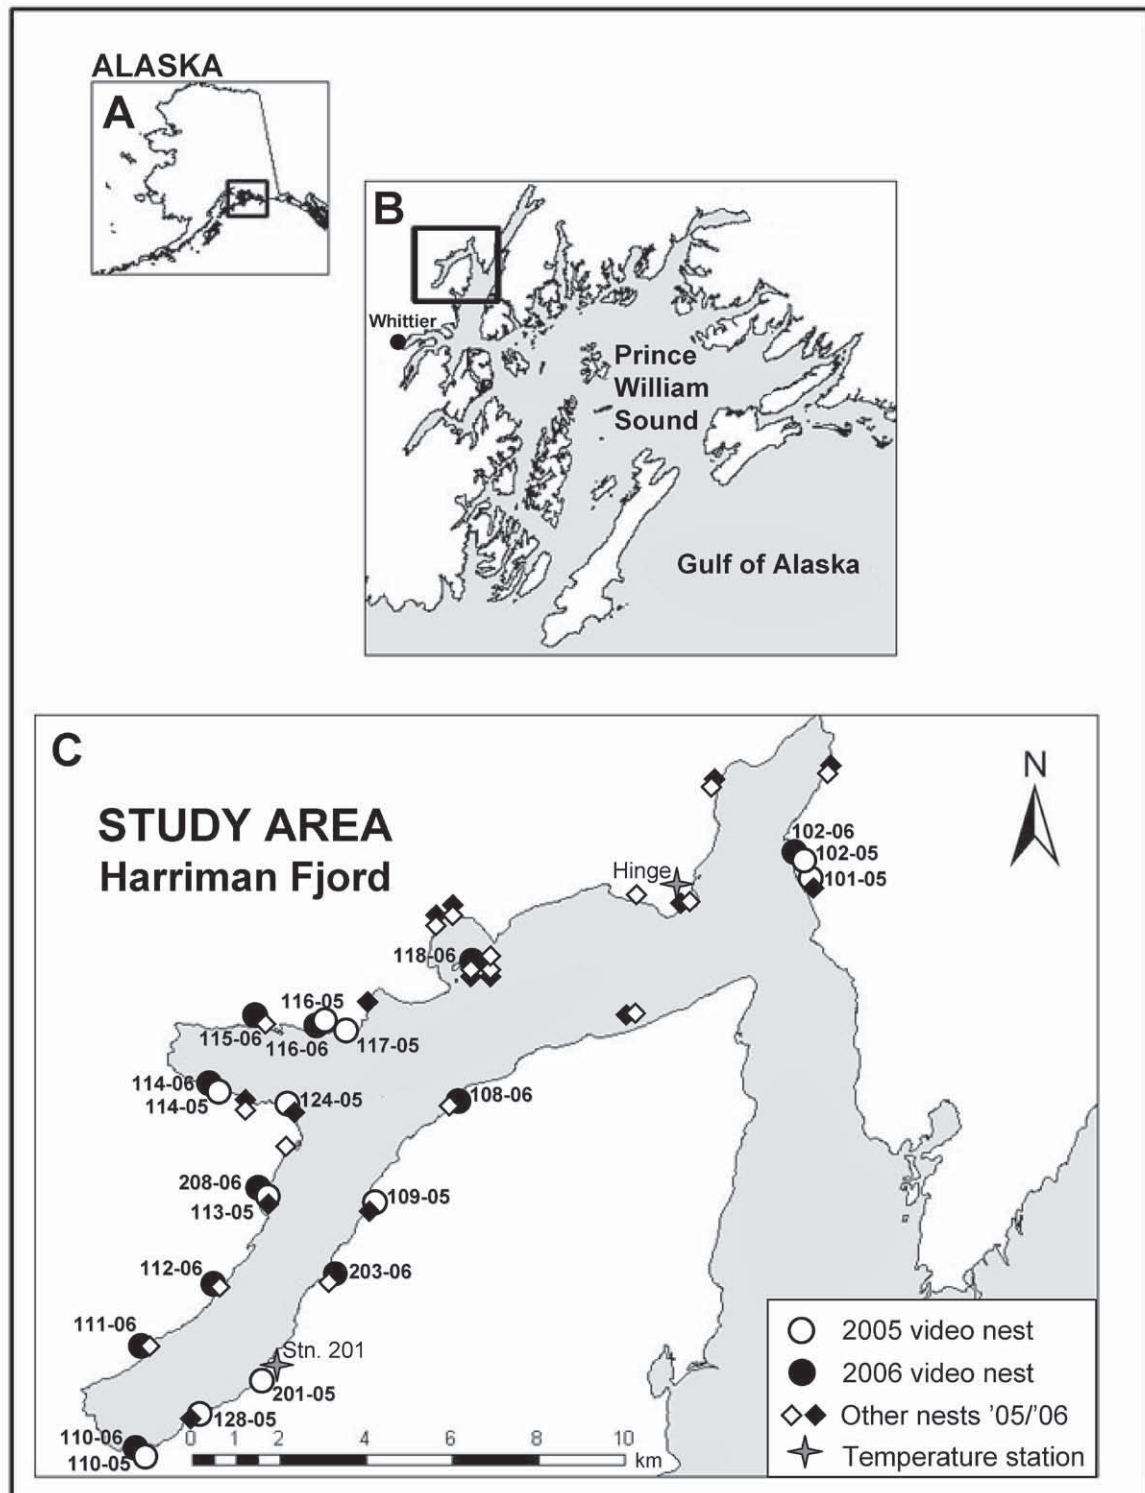 ALASKA
A
B
Whittier
Prince
William
Sound
Gulf of Alaska
C
N
STUDY AREA
Harriman Fjord
102-06
102-05
101-05
Hinge
118-06
116-05
115-06
116-06
117-05
114-06
114-05
124-05
108-06
208-06
113-05
109-05
112-06
203-06
111-06
Stn. 201
201-05
128-05
110-06
110-05
0 1 2 4 6 8 10
km
2005 video nest
2006 video nest
Other nests '05/'06
Temperature station